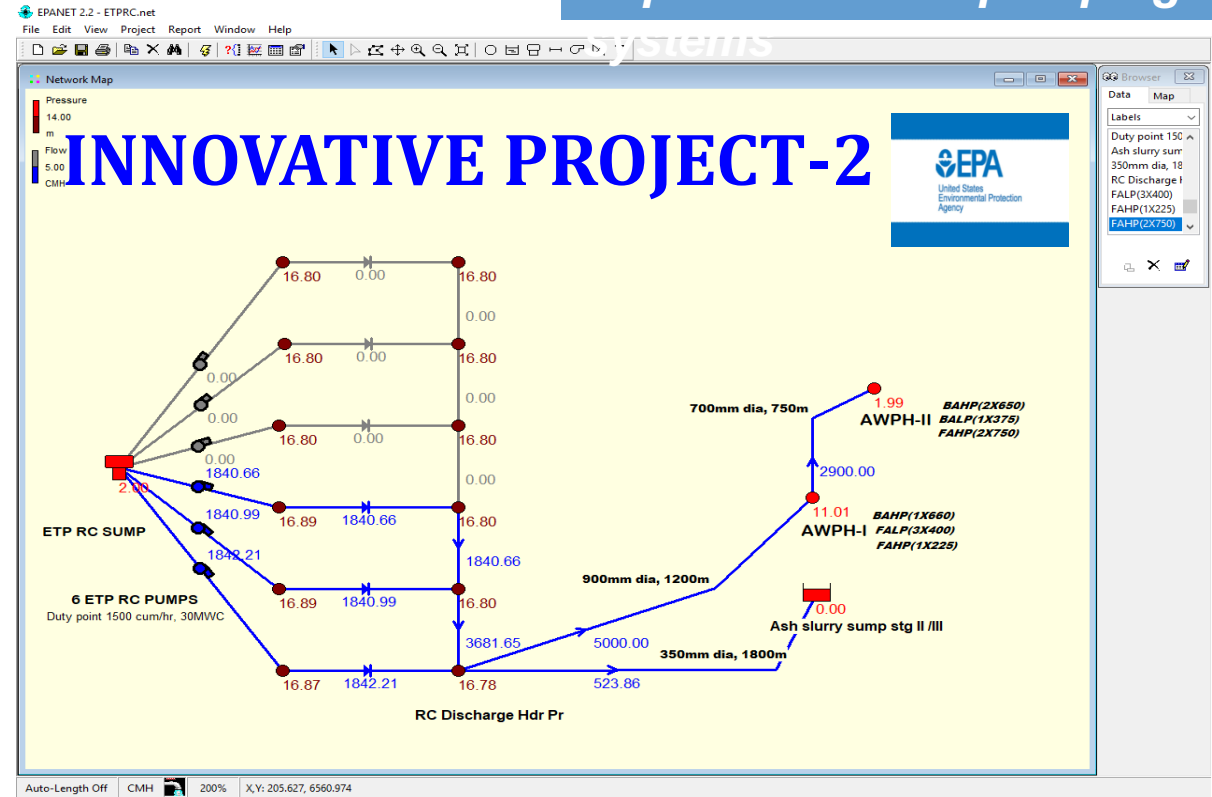 EPANET 2.2 - ETPRC.net
File Edit View Project Report Window Help
systems
Network Map
Browser
Data Map
Labels
Duty point 150
Ash slurry sum
350mm dia, 18
RC Discharge H
FALP(3X400)
FAHP(1X225)
FAHP(2X750)
Pressure
14.00
m
Flow
5.00
CMH
INNOVATIVE PROJECT-2
EPA
United States
Environmental Protection
Agency
16.80 0.00 16.80
0.00
0.00
16.80 0.00 16.80
0.00
0.00
16.80 0.00 16.80
0.00
1840.66
2.00
0.00
1840.99 16.89 1840.66 16.80
ETP RC SUMP
1842.21
1840.66
6 ETP RC PUMPS
Duty point 1500 cum/hr, 30MWC
16.89 1840.99 16.80
3681.65
16.87 1842.21 16.78
RC Discharge Hdr Pr
700mm dia, 750m
1.99
AWPH-II
BAHP(2X650)
BALP(1X375)
FAHP(2X750)
2900.00
11.01
AWPH-I
BAHP(1X660)
FALP(3X400)
FAHP(1X225)
900mm dia, 1200m
5000.00
0.00
Ash slurry sump stg II /III
350mm dia, 1800m
523.86
Auto-Length Off CMH 200% X,Y: 205.627, 6560.974